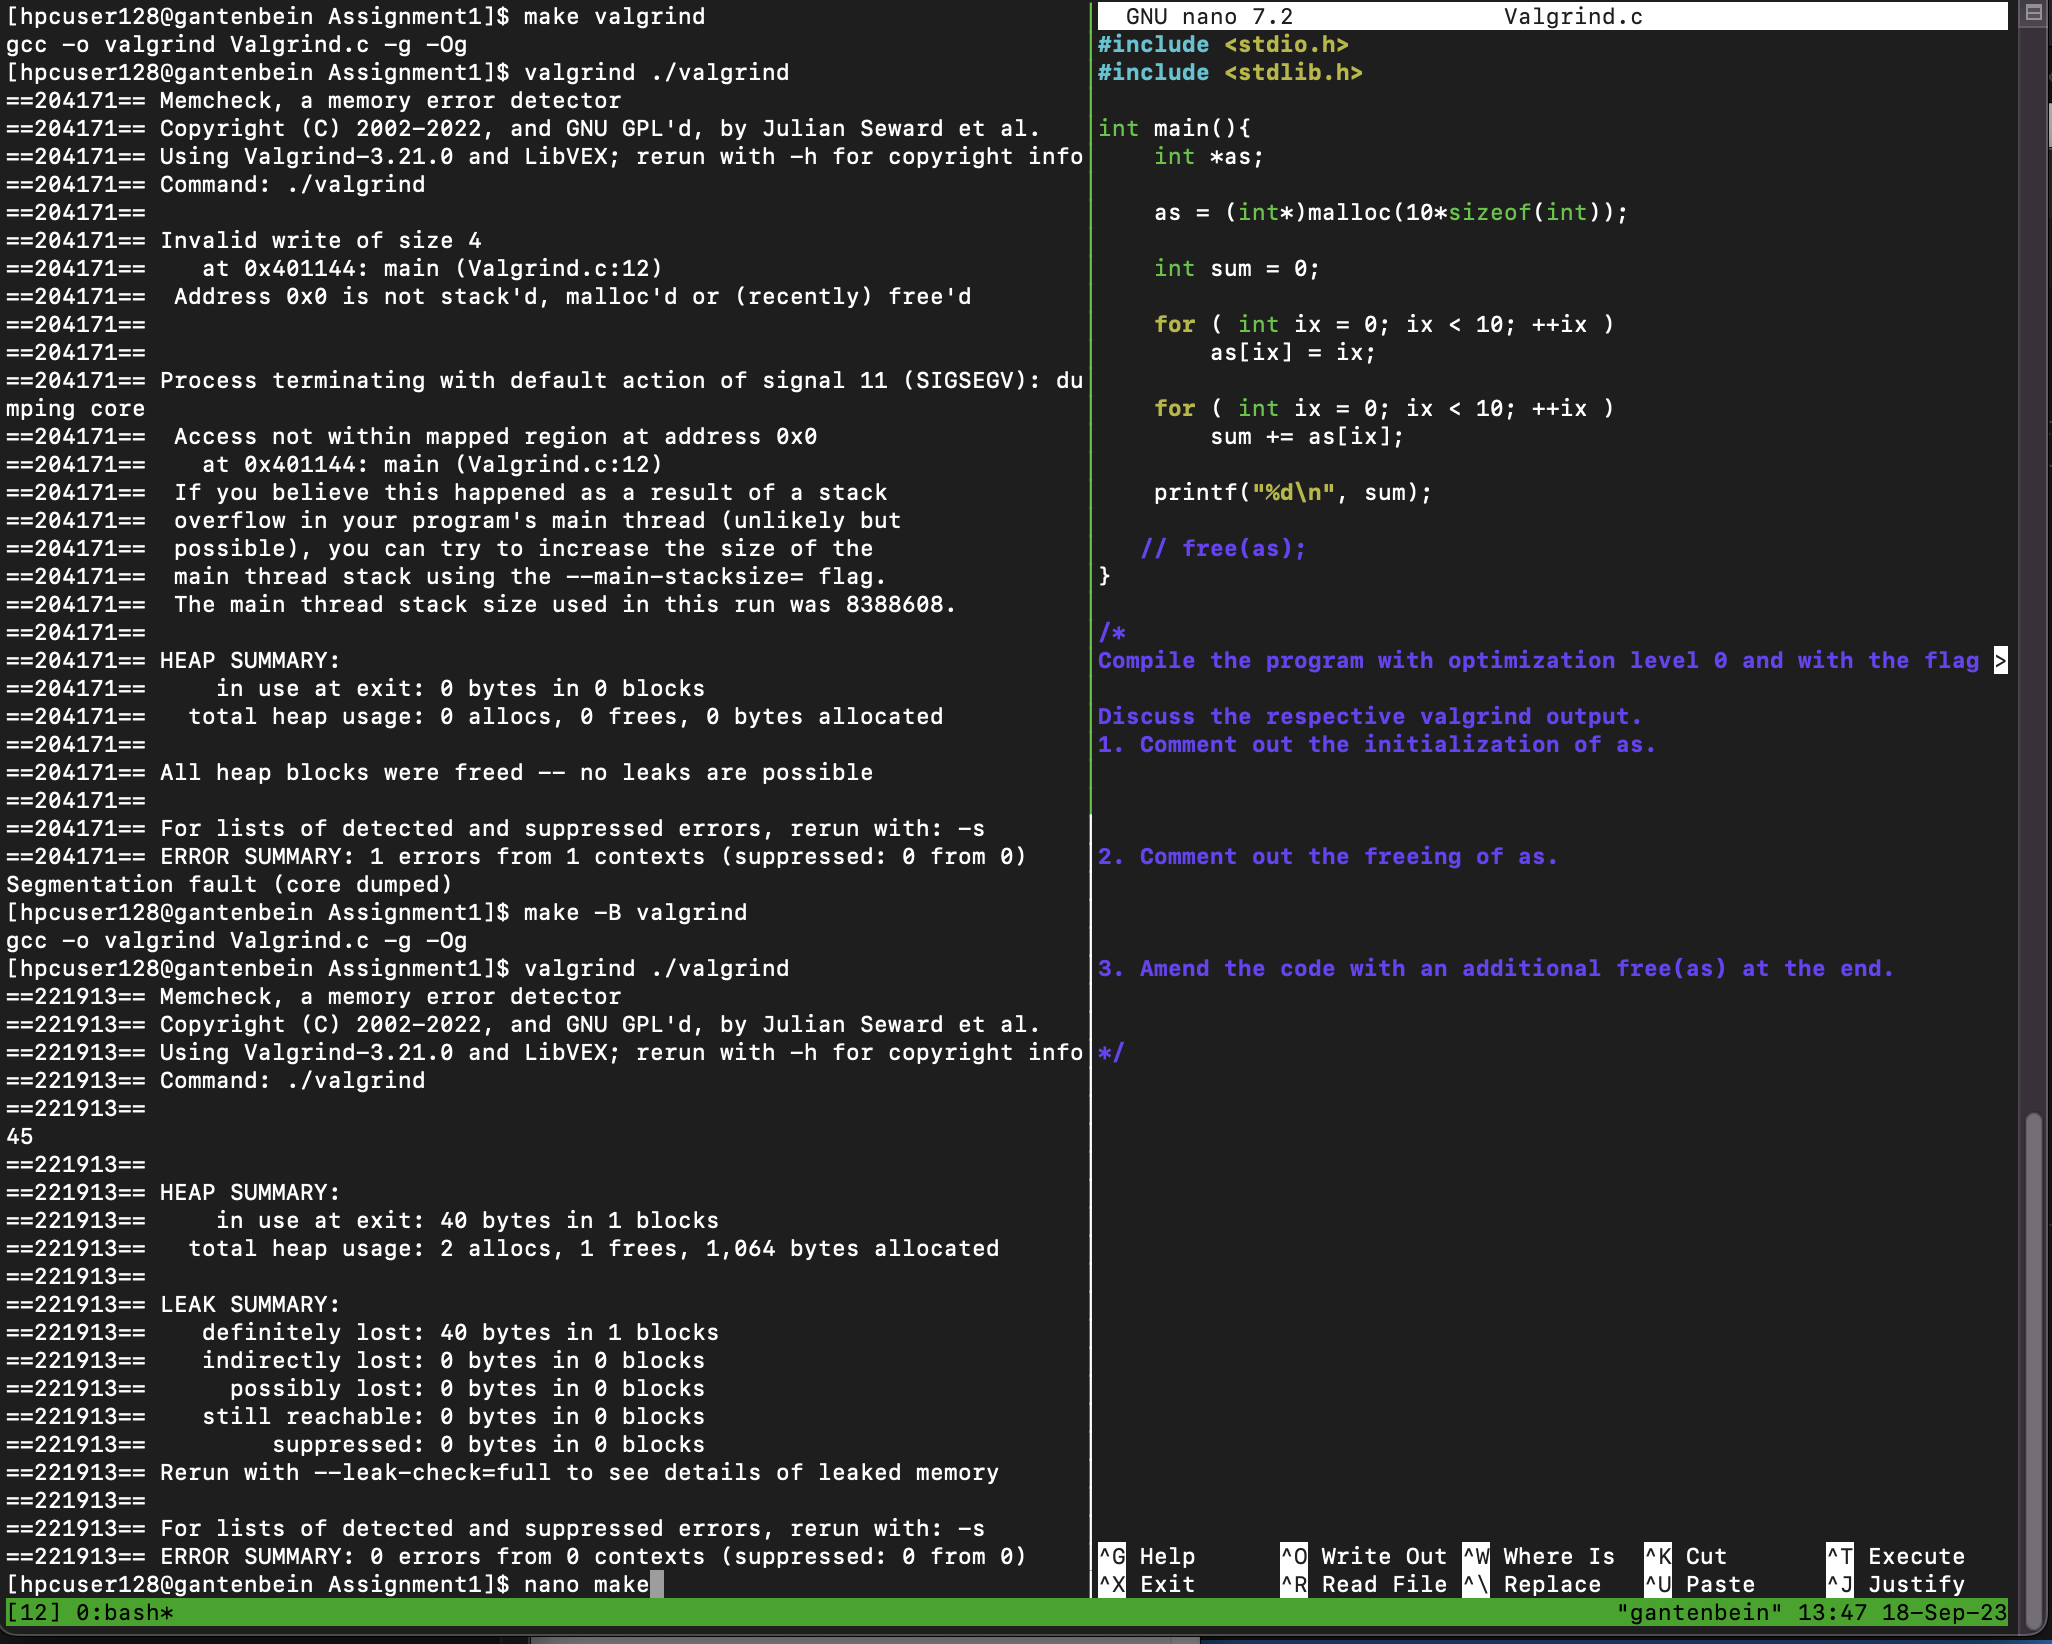 [hpcuser128@gantenbein Assignment1]$ make valgrind
gcc -o valgrind Valgrind.c -g -Og
[hpcuser128@gantenbein Assignment1]$ valgrind ./valgrind
==204171== Memcheck, a memory error detector
==204171== Copyright (C) 2002-2022, and GNU GPL'd, by Julian Seward et al.
==204171== Using Valgrind-3.21.0 and LibVEX; rerun with -h for copyright info
==204171== Command: ./valgrind
==204171==
==204171== Invalid write of size 4
==204171==    at 0x401144: main (Valgrind.c:12)
==204171==  Address 0x0 is not stack'd, malloc'd or (recently) free'd
==204171==
==204171==
==204171== Process terminating with default action of signal 11 (SIGSEGV): du
mping core
==204171==  Access not within mapped region at address 0x0
==204171==    at 0x401144: main (Valgrind.c:12)
==204171==  If you believe this happened as a result of a stack
==204171==  overflow in your program's main thread (unlikely but
==204171==  possible), you can try to increase the size of the
==204171==  main thread stack using the --main-stacksize= flag.
==204171==  The main thread stack size used in this run was 8388608.
==204171==
==204171== HEAP SUMMARY:
==204171==     in use at exit: 0 bytes in 0 blocks
==204171==   total heap usage: 0 allocs, 0 frees, 0 bytes allocated
==204171==
==204171== All heap blocks were freed -- no leaks are possible
==204171==
==204171== For lists of detected and suppressed errors, rerun with: -s
==204171== ERROR SUMMARY: 1 errors from 1 contexts (suppressed: 0 from 0)
Segmentation fault (core dumped)
[hpcuser128@gantenbein Assignment1]$ make -B valgrind
gcc -o valgrind Valgrind.c -g -Og
[hpcuser128@gantenbein Assignment1]$ valgrind ./valgrind
==221913== Memcheck, a memory error detector
==221913== Copyright (C) 2002-2022, and GNU GPL'd, by Julian Seward et al.
==221913== Using Valgrind-3.21.0 and LibVEX; rerun with -h for copyright info
==221913== Command: ./valgrind
==221913==
45
==221913==
==221913== HEAP SUMMARY:
==221913==     in use at exit: 40 bytes in 1 blocks
==221913==   total heap usage: 2 allocs, 1 frees, 1,064 bytes allocated
==221913==
==221913== LEAK SUMMARY:
==221913==    definitely lost: 40 bytes in 1 blocks
==221913==    indirectly lost: 0 bytes in 0 blocks
==221913==      possibly lost: 0 bytes in 0 blocks
==221913==    still reachable: 0 bytes in 0 blocks
==221913==         suppressed: 0 bytes in 0 blocks
==221913== Rerun with --leak-check=full to see details of leaked memory
==221913==
==221913== For lists of detected and suppressed errors, rerun with: -s
==221913== ERROR SUMMARY: 0 errors from 0 contexts (suppressed: 0 from 0)
[hpcuser128@gantenbein Assignment1]$ nano make
GNU nano 7.2 Valgrind.c
#include <stdio.h>
#include <stdlib.h>
int main(){
    int *as;
    as = (int*)malloc(10*sizeof(int));
    int sum = 0;
    for ( int ix = 0; ix < 10; ++ix )
        as[ix] = ix;
    for ( int ix = 0; ix < 10; ++ix )
        sum += as[ix];
    printf("%d\n", sum);
   // free(as);
}
/*
Compile the program with optimization level 0 and with the flag >
Discuss the respective valgrind output.
1. Comment out the initialization of as.
2. Comment out the freeing of as.
3. Amend the code with an additional free(as) at the end.
*/
^G Help ^O Write Out ^W Where Is ^K Cut ^T Execute
^X Exit ^R Read File ^\ Replace ^U Paste ^J Justify
[12] 0:bash* "gantenbein" 13:47 18-Sep-23